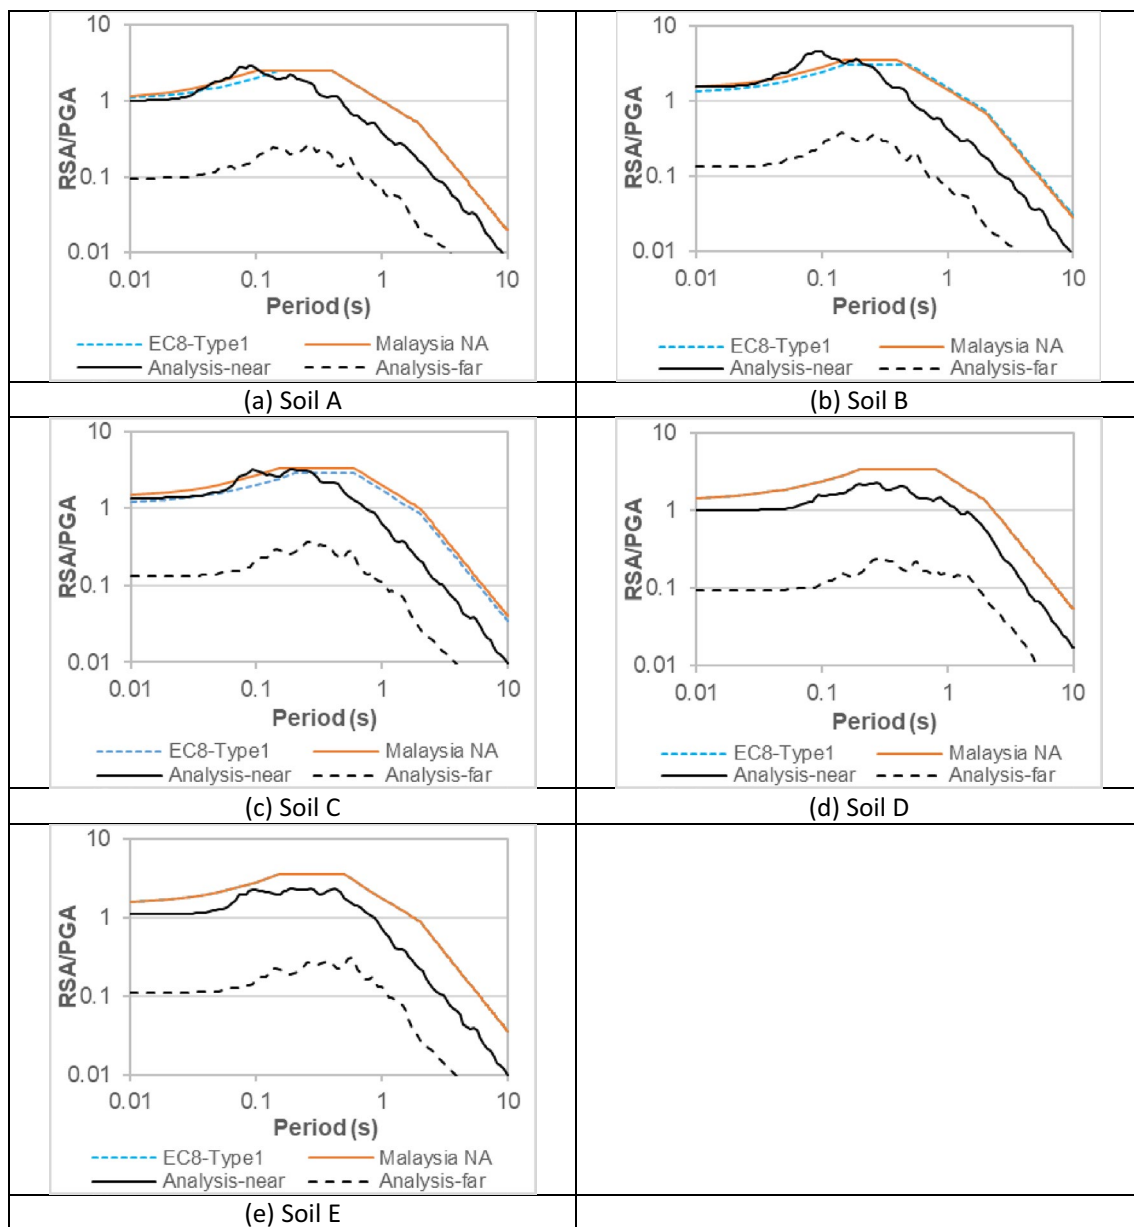 10
1
0.1
0.01
RSA/PGA
0.01 0.1 1 10
Period (s)
EC8-Type1 Malaysia NA
Analysis-near Analysis-far
(a) Soil A
10
1
0.1
0.01
RSA/PGA
0.01 0.1 1 10
Period (s)
EC8-Type1 Malaysia NA
Analysis-near Analysis-far
(b) Soil B
10
1
0.1
0.01
RSA/PGA
0.01 0.1 1 10
Period (s)
EC8-Type1 Malaysia NA
Analysis-near Analysis-far
(c) Soil C
10
1
0.1
0.01
RSA/PGA
0.01 0.1 1 10
Period (s)
EC8-Type1 Malaysia NA
Analysis-near Analysis-far
(d) Soil D
10
1
0.1
0.01
RSA/PGA
0.01 0.1 1 10
Period (s)
EC8-Type1 Malaysia NA
Analysis-near Analysis-far
(e) Soil E